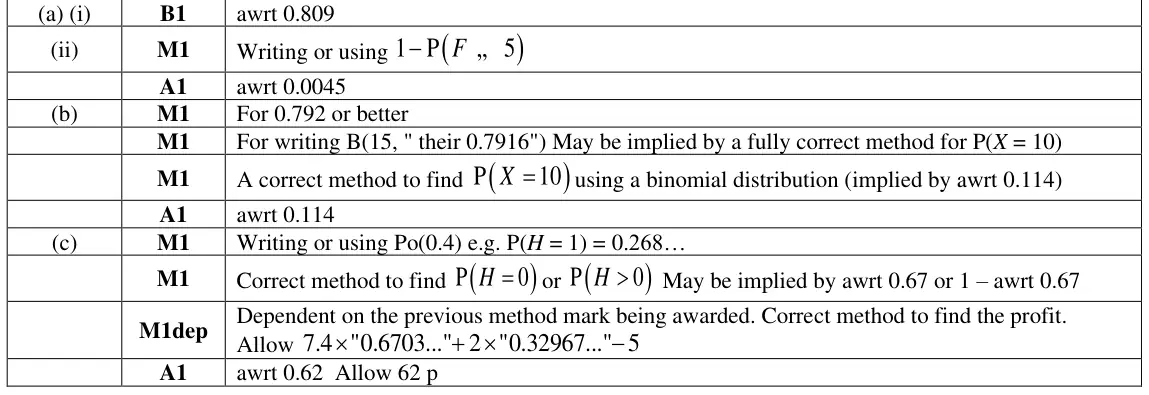 (a) (i) B1 awrt 0.809
(ii) M1 Writing or using 1−P(F „ 5)
A1 awrt 0.0045
(b) M1 For 0.792 or better
M1 For writing B(15, " their 0.7916") May be implied by a fully correct method for P(X = 10)
M1 A correct method to find P(X =10) using a binomial distribution (implied by awrt 0.114)
A1 awrt 0.114
(c) M1 Writing or using Po(0.4) e.g. P(H = 1) = 0.268…
M1 Correct method to find P(H =0) or P(H >0) May be implied by awrt 0.67 or 1 – awrt 0.67
M1dep Dependent on the previous method mark being awarded. Correct method to find the profit.
Allow 7.4×"0.6703..."+2×"0.32967..."−5
A1 awrt 0.62 Allow 62 p